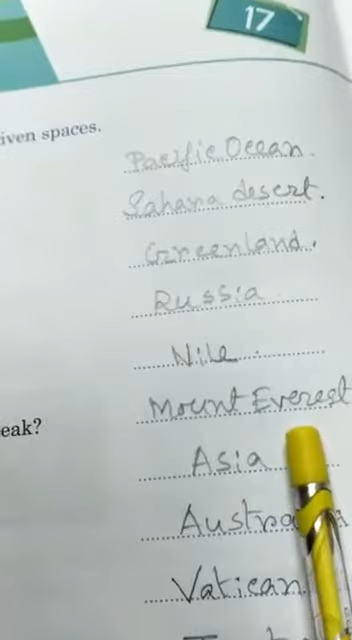 17
iven spaces.
Pacific Ocean.
Sahara desert.
Greenland.
Russia
Nile
Mount Everest
eak?
Asia
Vatican